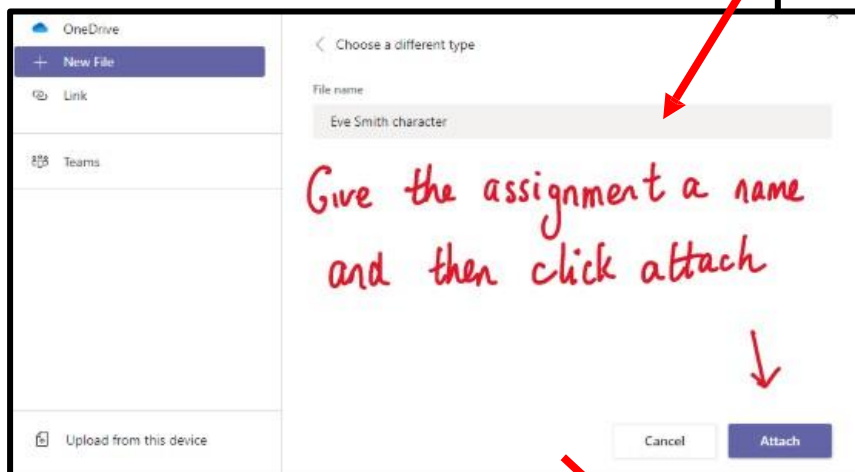 OneDrive
New File
Link
Teams
Upload from this device
Choose a different type
File name
Eve Smith character
Give the assignment a name
and then click attach
Cancel
Attach